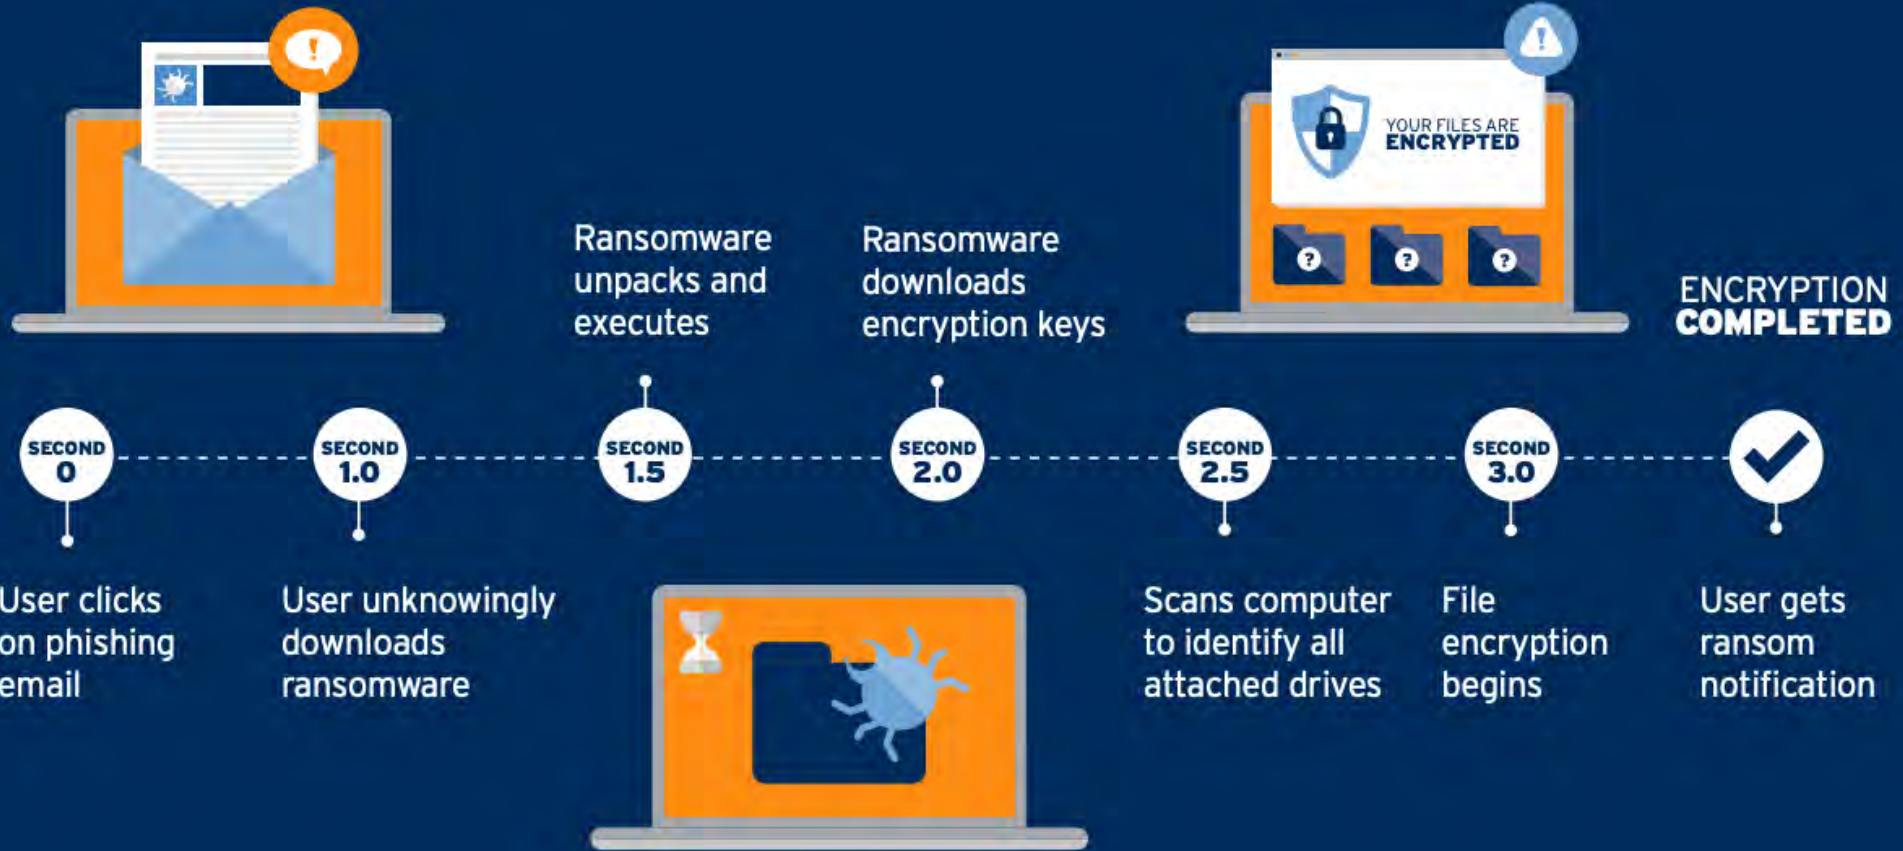 YOUR FILES ARE
ENCRYPTED
Ransomware
unpacks and
executes
Ransomware
downloads
encryption keys
ENCRYPTION
COMPLETED
SECOND
0
SECOND
1.0
SECOND
1.5
SECOND
2.0
SECOND
2.5
SECOND
3.0
User clicks
on phishing
email
User unknowingly
downloads
ransomware
Scans computer
to identify all
attached drives
File
encryption
begins
User gets
ransom
notification